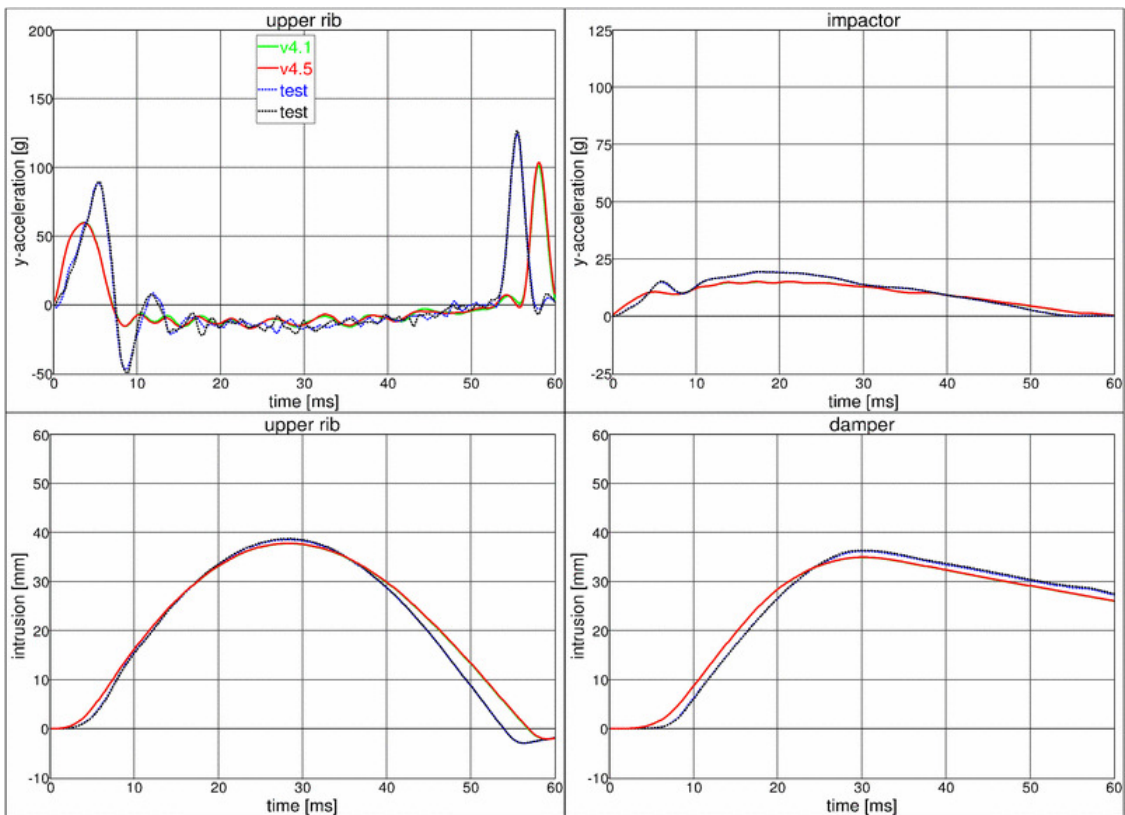 upper rib
200
150
100
50
0
-50
y-acceleration [g]
v4.1
v4.5
test
test
0 10 20 30 40 50 60
time [ms]
impactor
125
100
75
50
25
0
-25
y-acceleration [g]
0 10 20 30 40 50 60
time [ms]
upper rib
60
50
40
30
20
10
0
-10
intrusion [mm]
0 10 20 30 40 50 60
time [ms]
damper
60
50
40
30
20
10
0
-10
intrusion [mm]
0 10 20 30 40 50 60
time [ms]